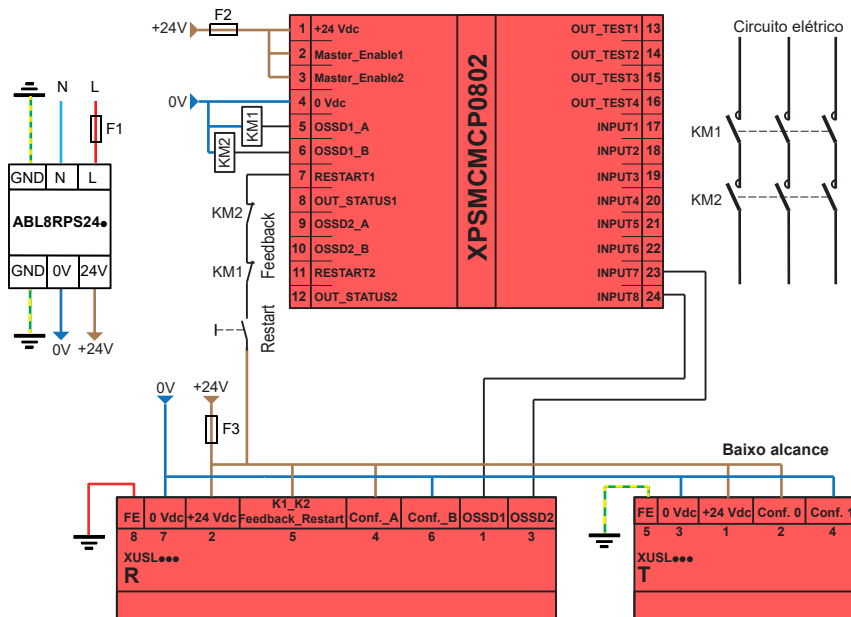 +24V
F2
0V
1 +24 Vdc
2 Master_Enable1
3 Master_Enable2
4 0 Vdc
5 OSSD1_A
6 OSSD1_B
7 RESTART1
8 OUT_STATUS1
9 OSSD2_A
10 OSSD2_B
11 RESTART2
12 OUT_STATUS2
XPSMCMCP0802
OUT_TEST1 13
OUT_TEST2 14
OUT_TEST3 15
OUT_TEST4 16
INPUT1 17
INPUT2 18
INPUT3 19
INPUT4 20
INPUT5 21
INPUT6 22
INPUT7 23
INPUT8 24
KM1
KM2
KM2
KM1
Feedback
Restart
Circuito elétrico
KM1
KM2
N L
F1
GND N L
ABL8RPS24●
GND 0V 24V
0V +24V
0V +24V
F3
Baixo alcance
FE 0 Vdc +24 Vdc K1_K2 Feedback_Restart Conf._A Conf._B OSSD1 OSSD2
8 7 2 5 4 6 1 3
XUSL●●●
R
FE 0 Vdc +24 Vdc Conf. 0 Conf. 1
5 3 1 2 4
XUSL●●●
T